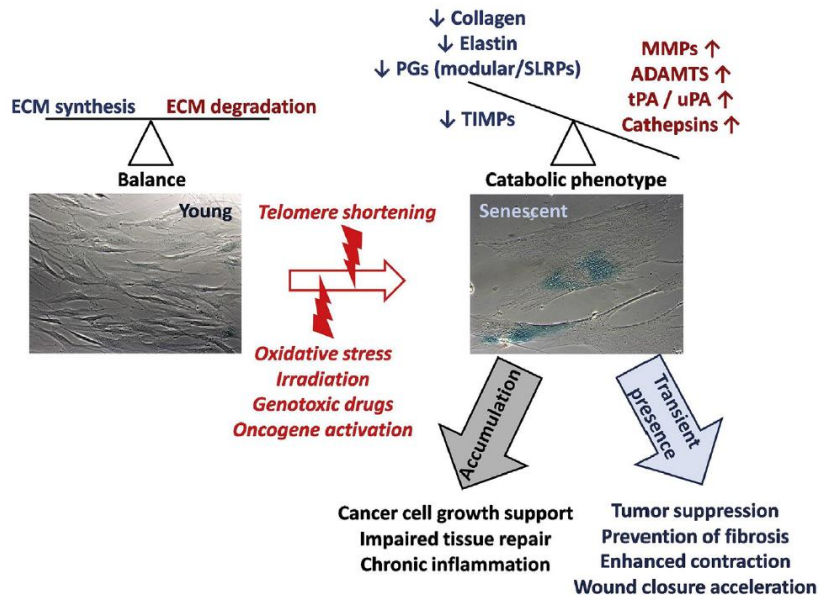 ↓ Collagen
↓ Elastin
↓ PGs (modular/SLRPs)
↓ TIMPs
MMPs ↑
ADAMTS ↑
tPA / uPA ↑
Cathepsins ↑
ECM synthesis
ECM degradation
Balance
Catabolic phenotype
Young
Telomere shortening
Senescent
Oxidative stress
Irradiation
Genotoxic drugs
Oncogene activation
Accumulation
Transient
presence
Cancer cell growth support
Impaired tissue repair
Chronic inflammation
Tumor suppression
Prevention of fibrosis
Enhanced contraction
Wound closure acceleration